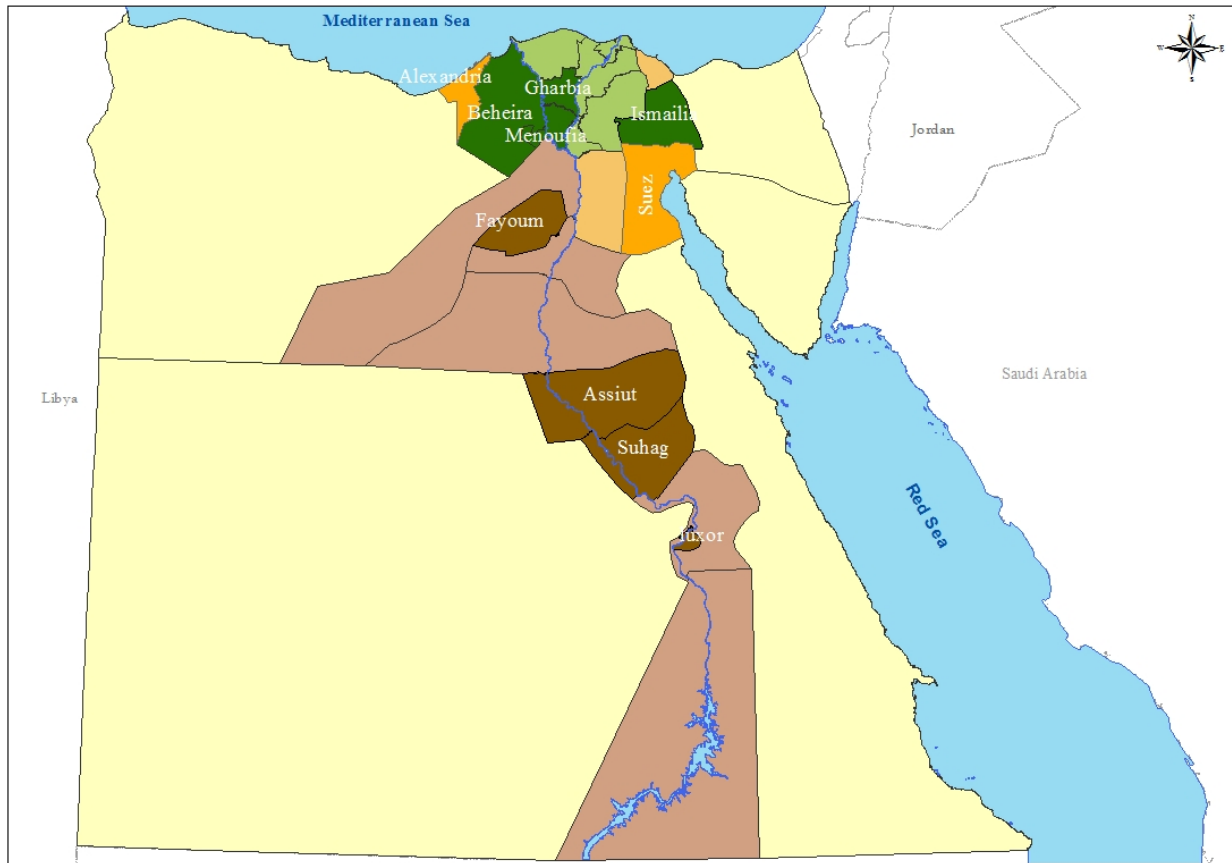 Mediterranean Sea
N
W
E
S
Alexandria
Gharbia
Beheira
Ismailia
Menoufia
Jordan
Suez
Fayoum
Saudi Arabia
Libya
Assiut
Suhag
Red Sea
luxor